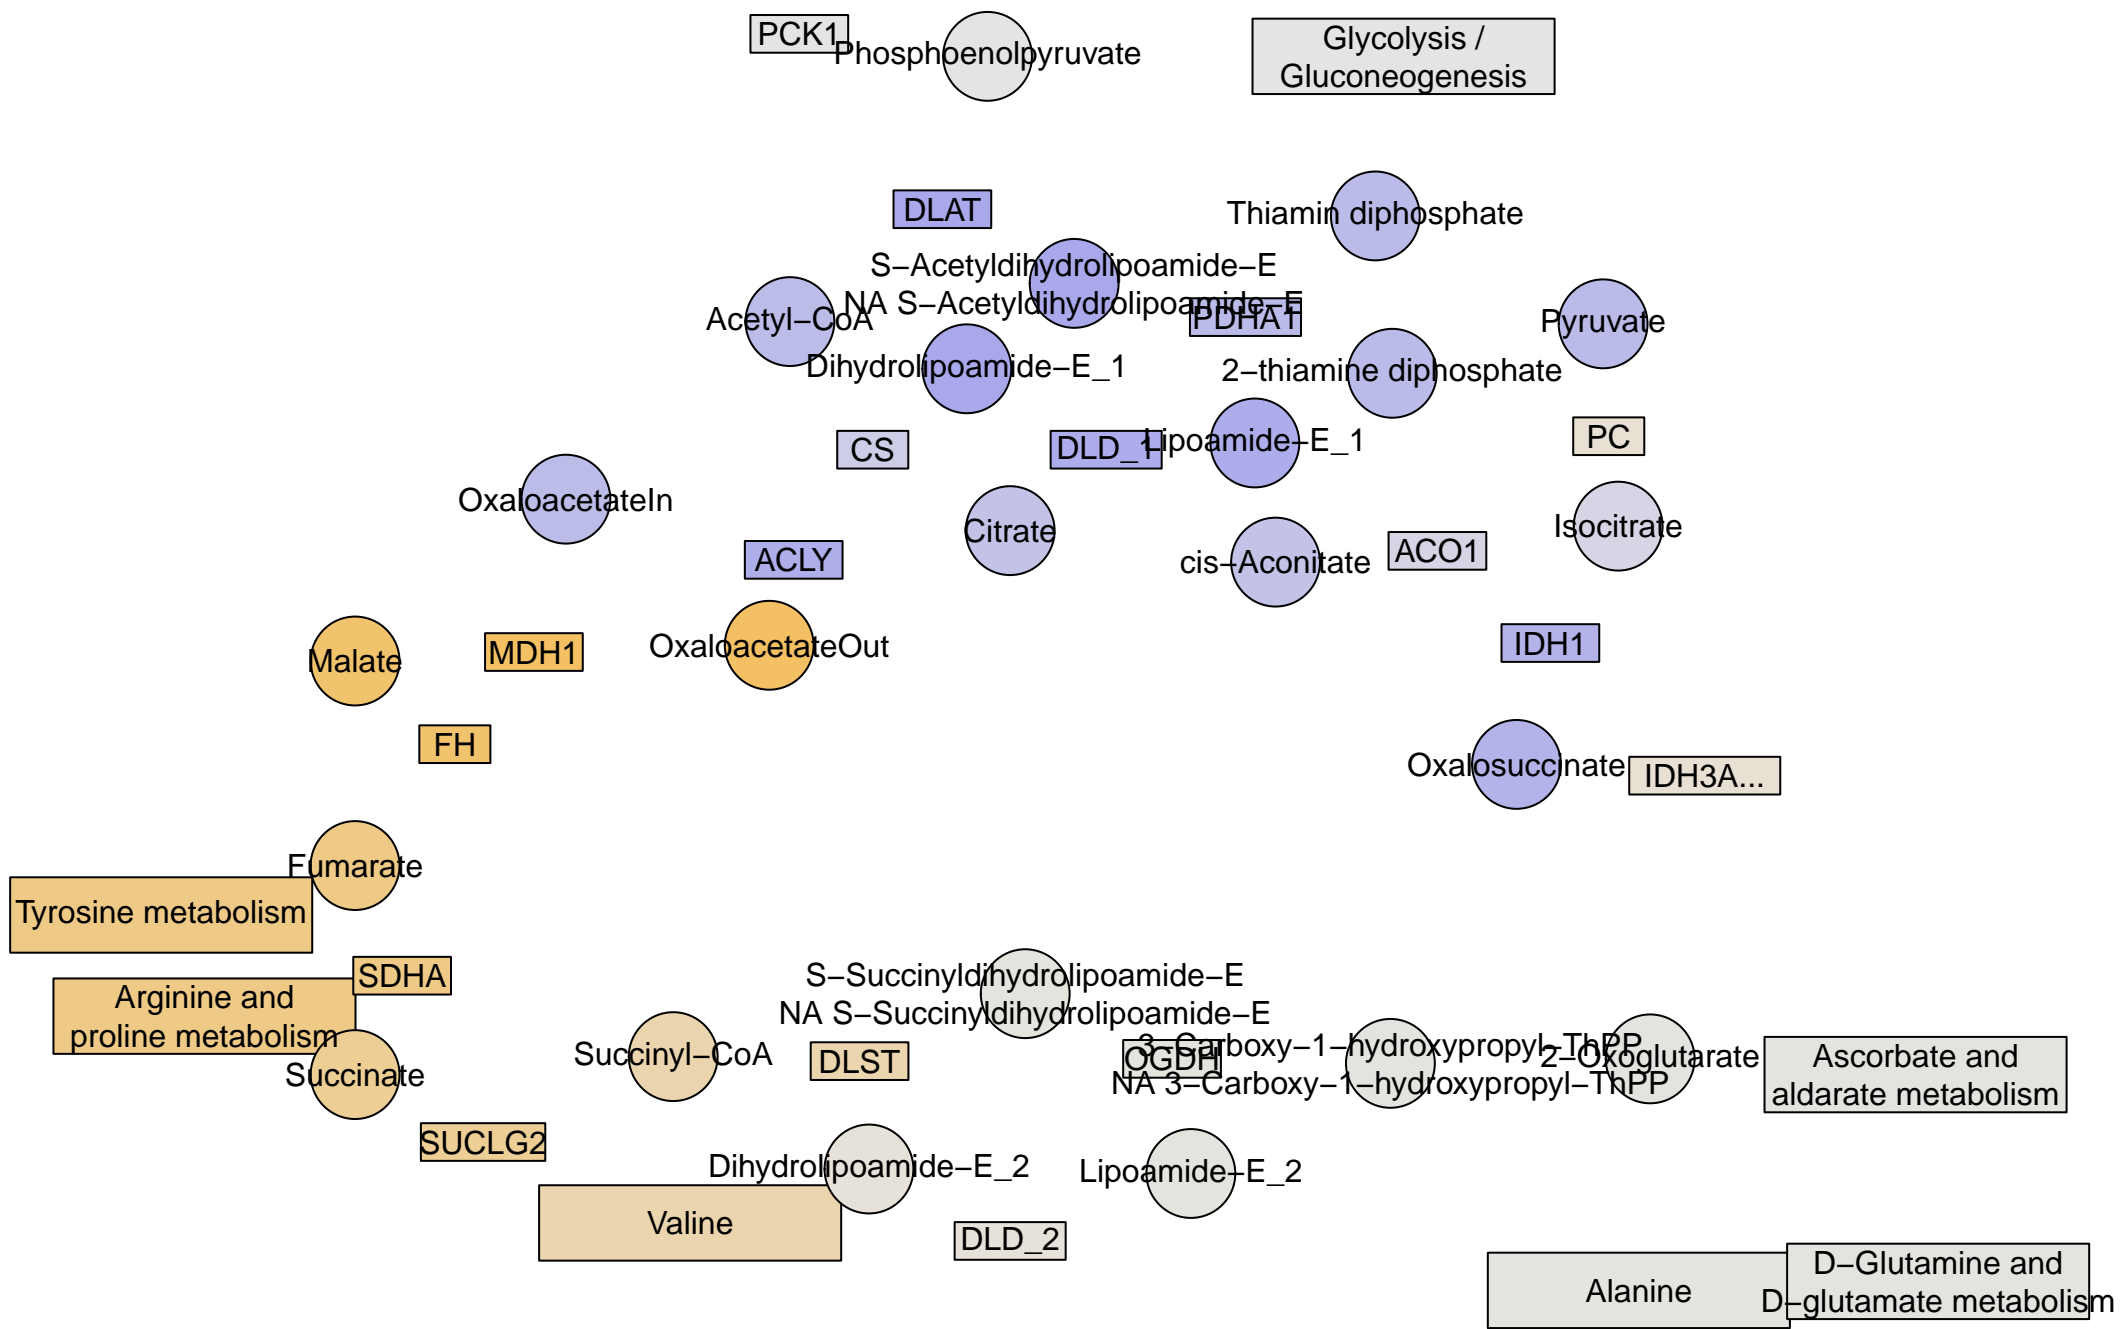 PCK1
Phosphoenolpyruvate
Glycolysis /
Gluconeogenesis
DLAT
Thiamin diphosphate
S−Acetyldihydrolipoamide−E
NA S−Acetyldihydrolipoamide−E
Acetyl−CoA
PDHA1
Pyruvate
Dihydrolipoamide−E_1
2−thiamine diphosphate
CS
DLD_1
Lipoamide−E_1
PC
OxaloacetateIn
Citrate
Isocitrate
ACLY
cis−Aconitate
ACO1
Malate
MDH1
OxaloacetateOut
IDH1
FH
Oxalosuccinate
IDH3A...
Fumarate
Tyrosine metabolism
SDHA
Arginine and
proline metabolism
S−Succinyldihydrolipoamide−E
NA S−Succinyldihydrolipoamide−E
Succinate
Succinyl−CoA
DLST
OGDH
3−Carboxy−1−hydroxypropyl−ThPP
NA 3−Carboxy−1−hydroxypropyl−ThPP
2−Oxoglutarate
Ascorbate and
aldarate metabolism
SUCLG2
Dihydrolipoamide−E_2
Lipoamide−E_2
Valine
DLD_2
Alanine
D−Glutamine and
D−glutamate metabolism